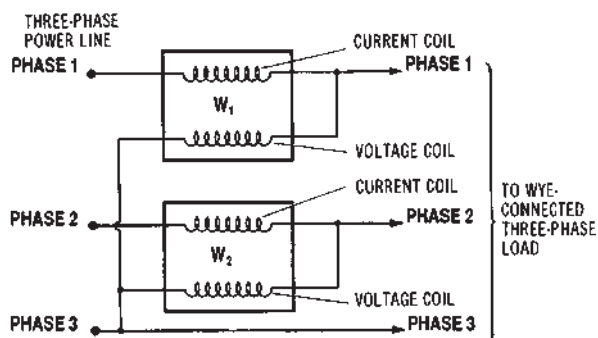 THREE-PHASE
POWER LINE
PHASE 1
CURRENT COIL
PHASE 1
W1
VOLTAGE COIL
CURRENT COIL
PHASE 2
PHASE 2
W2
VOLTAGE COIL
PHASE 3
PHASE 3
TO WYE-
CONNECTED
THREE-PHASE
LOAD